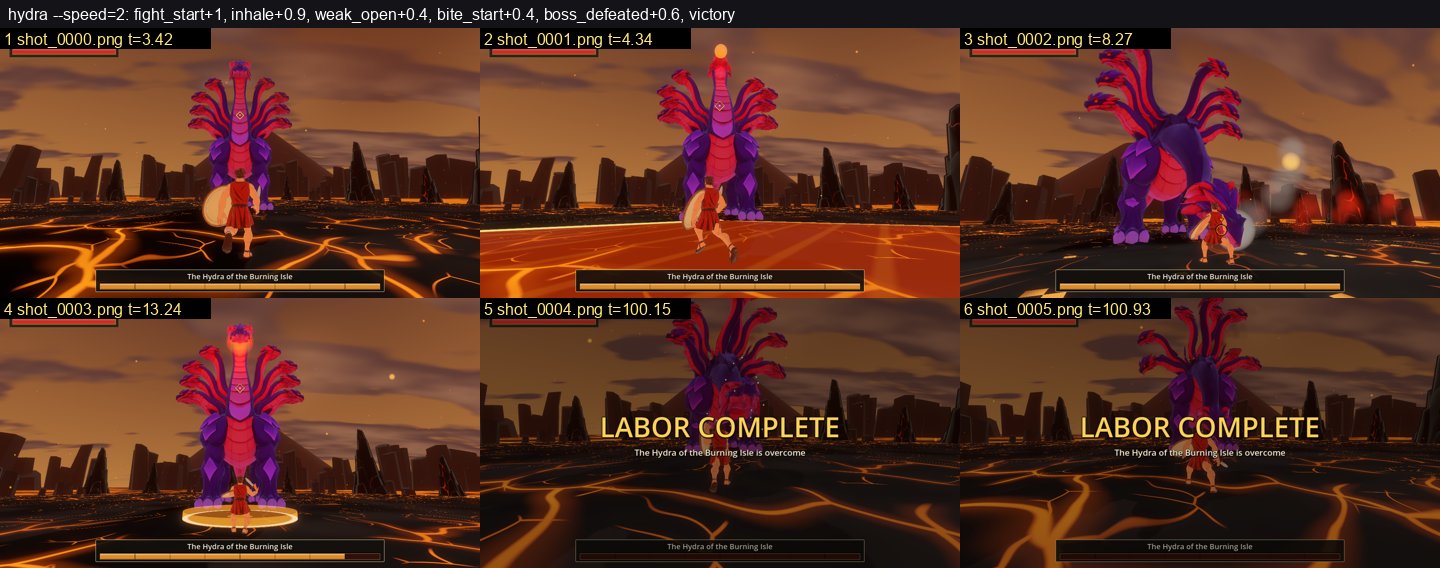 hydra --speed=2: fight_start+1, inhale+0.9, weak_open+0.4, bite_start+0.4, boss_defeated+0.6, victory
1 shot_0000.png t=3.42
2 shot_0001.png t=4.34
3 shot_0002.png t=8.27
The Hydra of the Burning Isle
The Hydra of the Burning Isle
The Hydra of the Burning Isle
4 shot_0003.png t=13.24
5 shot_0004.png t=100.15
6 shot_0005.png t=100.93
LABOR COMPLETE
LABOR COMPLETE
The Hydra of the Burning Isle is overcome
The Hydra of the Burning Isle is overcome
The Hydra of the Burning Isle
The Hydra of the Burning Isle
The Hydra of the Burning Isle